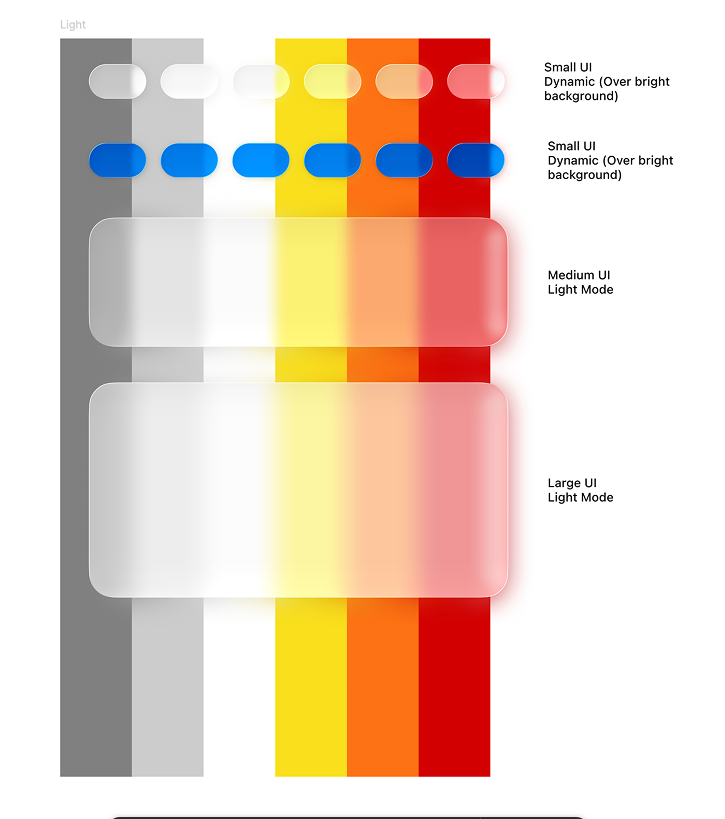 Light
Small UI
Dynamic (Over bright
background)
Small UI
Dynamic (Over bright
background)
Medium UI
Light Mode
Large UI
Light Mode